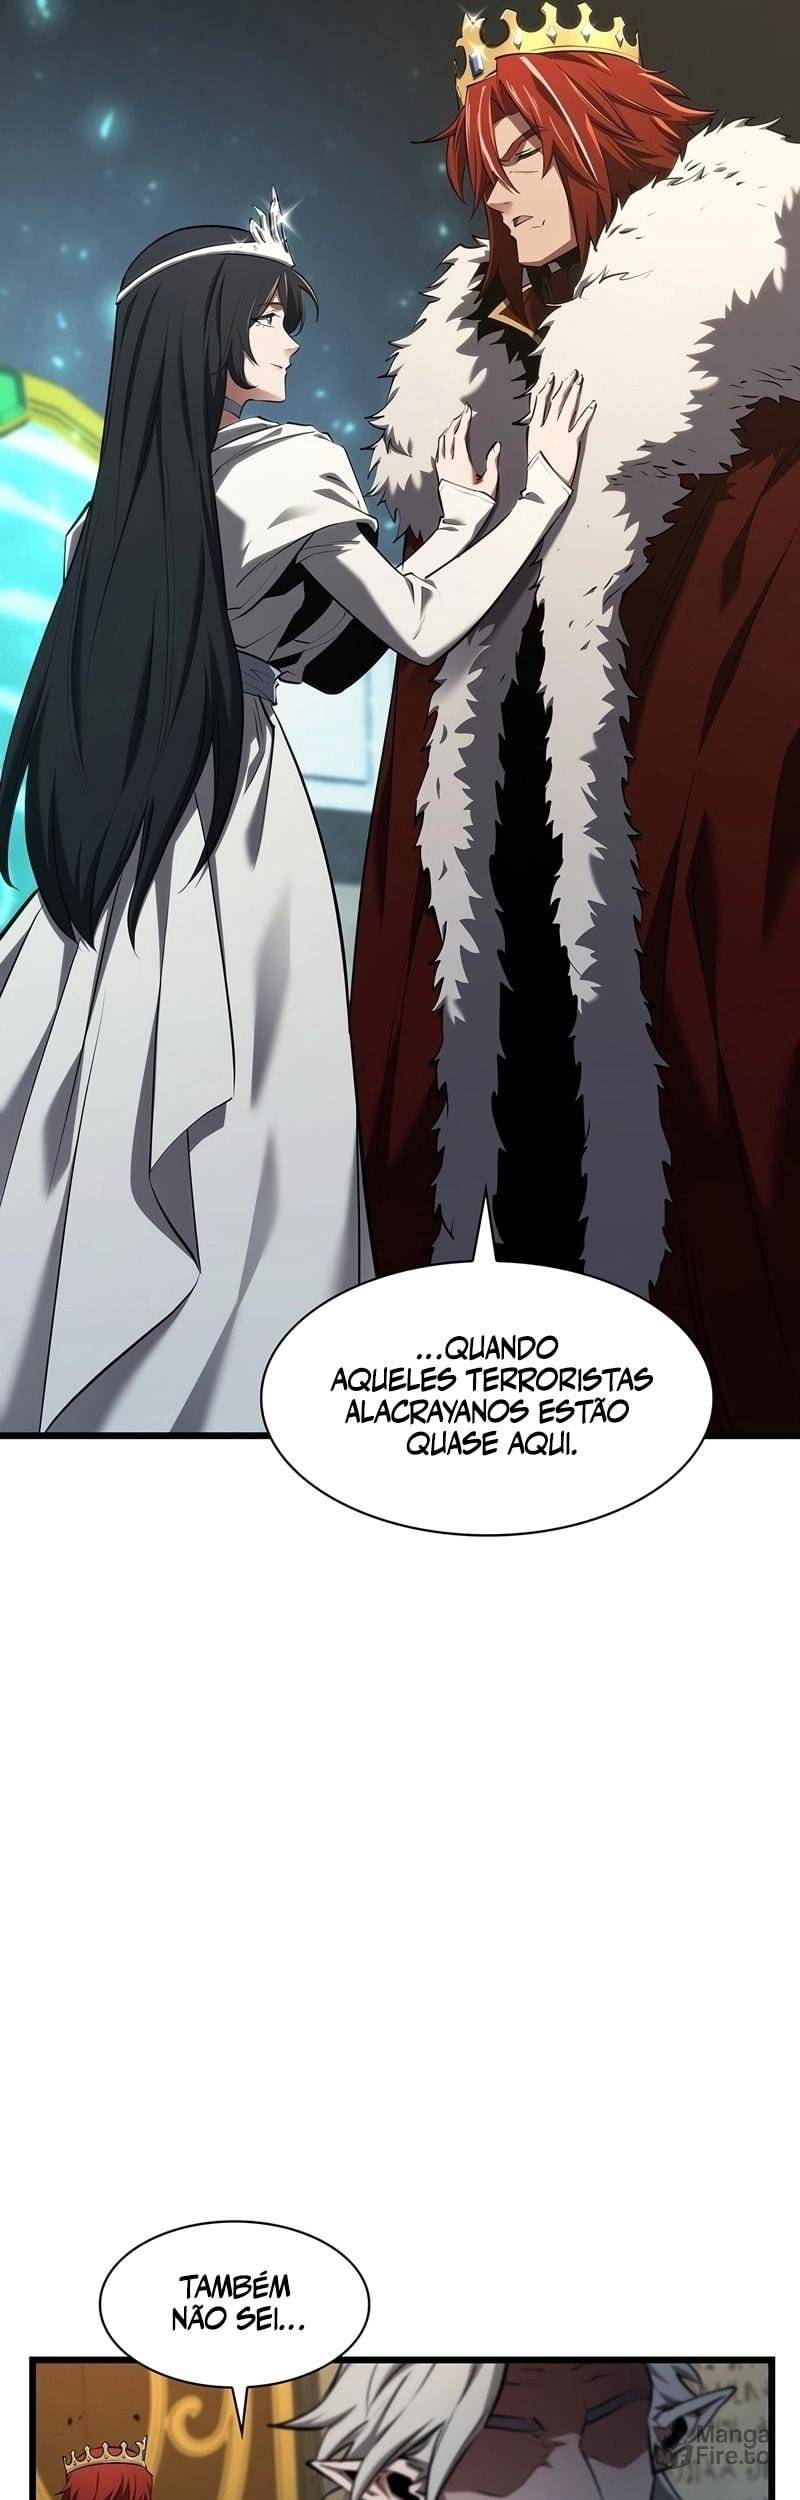 ...QUANDO
AQUELES TERRORISTAS
ALACRAYANOS ESTÃO
QUASE AQUI.
TAMBÉM
NÃO SEI...
Manga
Fire.to